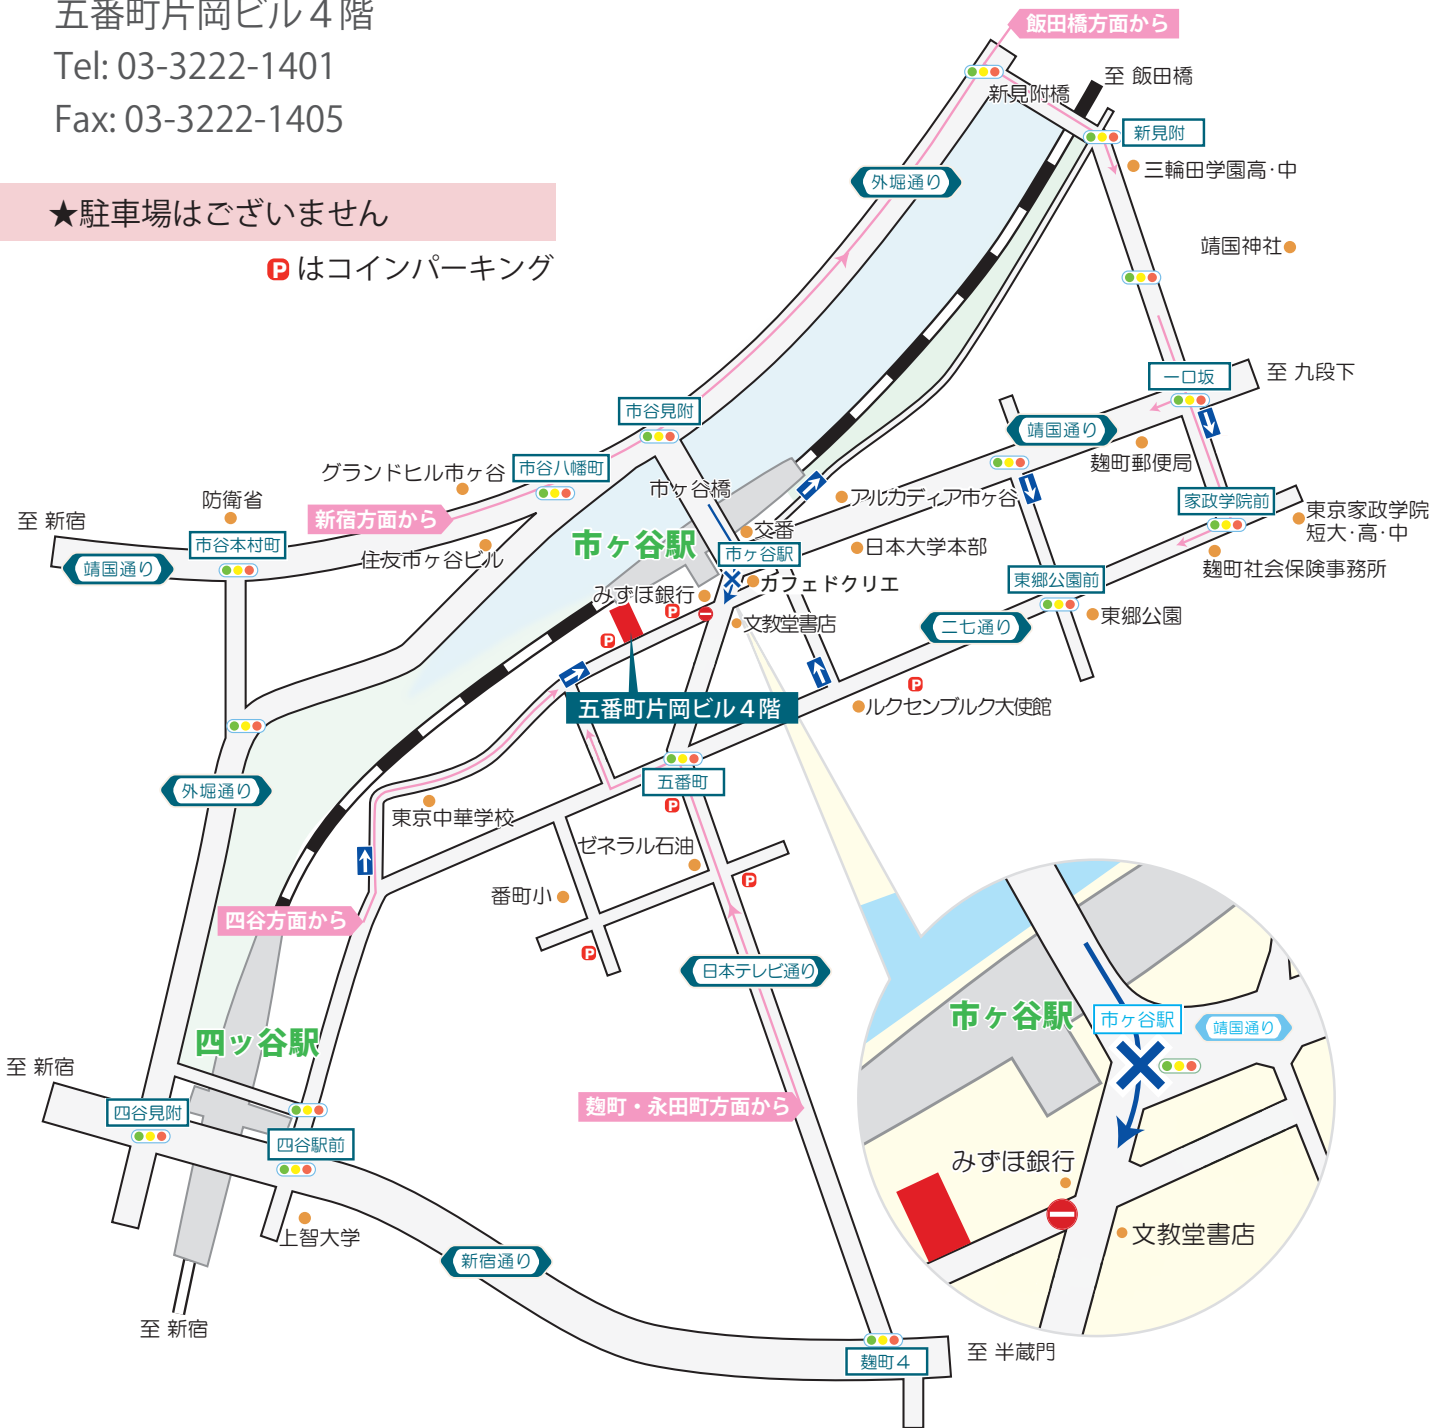 五番町片岡ビル４階
Tel: 03-3222-1401
Fax: 03-3222-1405
★駐車場はございません
P はコインパーキング
飯田橋方面から
至 飯田橋
新見附橋
新見附
三輪田学園高・中
外堀通り
靖国神社
一口坂
至 九段下
市谷見附
靖国通り
麹町郵便局
グランドヒル市ヶ谷
市谷八幡町
市ヶ谷橋
アルカディア市ヶ谷
家政学院前
東京家政学院
短大・高・中
防衛省
新宿方面から
至 新宿
市谷本村町
靖国通り
住友市ヶ谷ビル
市ヶ谷駅
交番
市ヶ谷駅
日本大学本部
麹町社会保険事務所
東郷公園前
カフェドクリエ
みずほ銀行
P
文教堂書店
東郷公園
二七通り
P
P
五番町片岡ビル４階
ルクセンブルク大使館
五番町
外堀通り
東京中華学校
P
ゼネラル石油
番町小
P
四谷方面から
P
日本テレビ通り
四ッ谷駅
至 新宿
四谷見附
四谷駅前
麹町・永田町方面から
上智大学
新宿通り
至 新宿
麹町４
至 半蔵門
市ヶ谷駅
市ヶ谷駅
靖国通り
みずほ銀行
文教堂書店